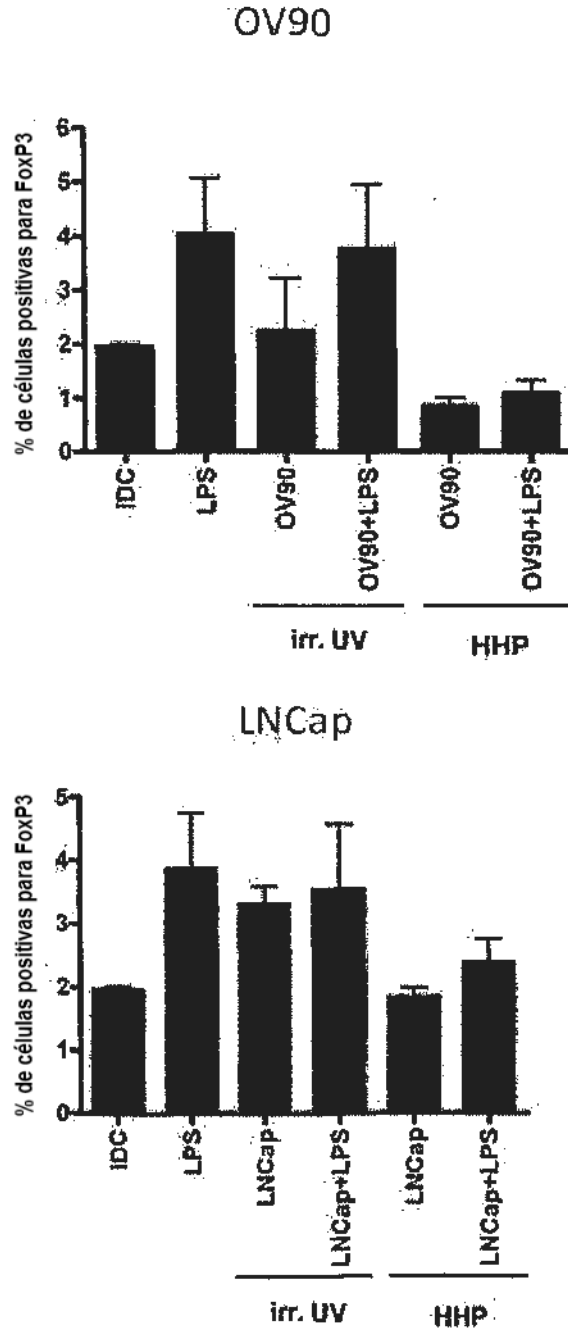 OV90
% de células positivas para FoxP3
6
5
4
3
2
1
0
IDC
LPS
OV90
OV90+LPS
OV90
OV90+LPS
irr. UV
HHP
LNCap
% de células positivas para FoxP3
5
4
3
2
1
0
IDC
LPS
LNCap
LNCap+LPS
LNCap
LNCap+LPS
irr. UV
HHP